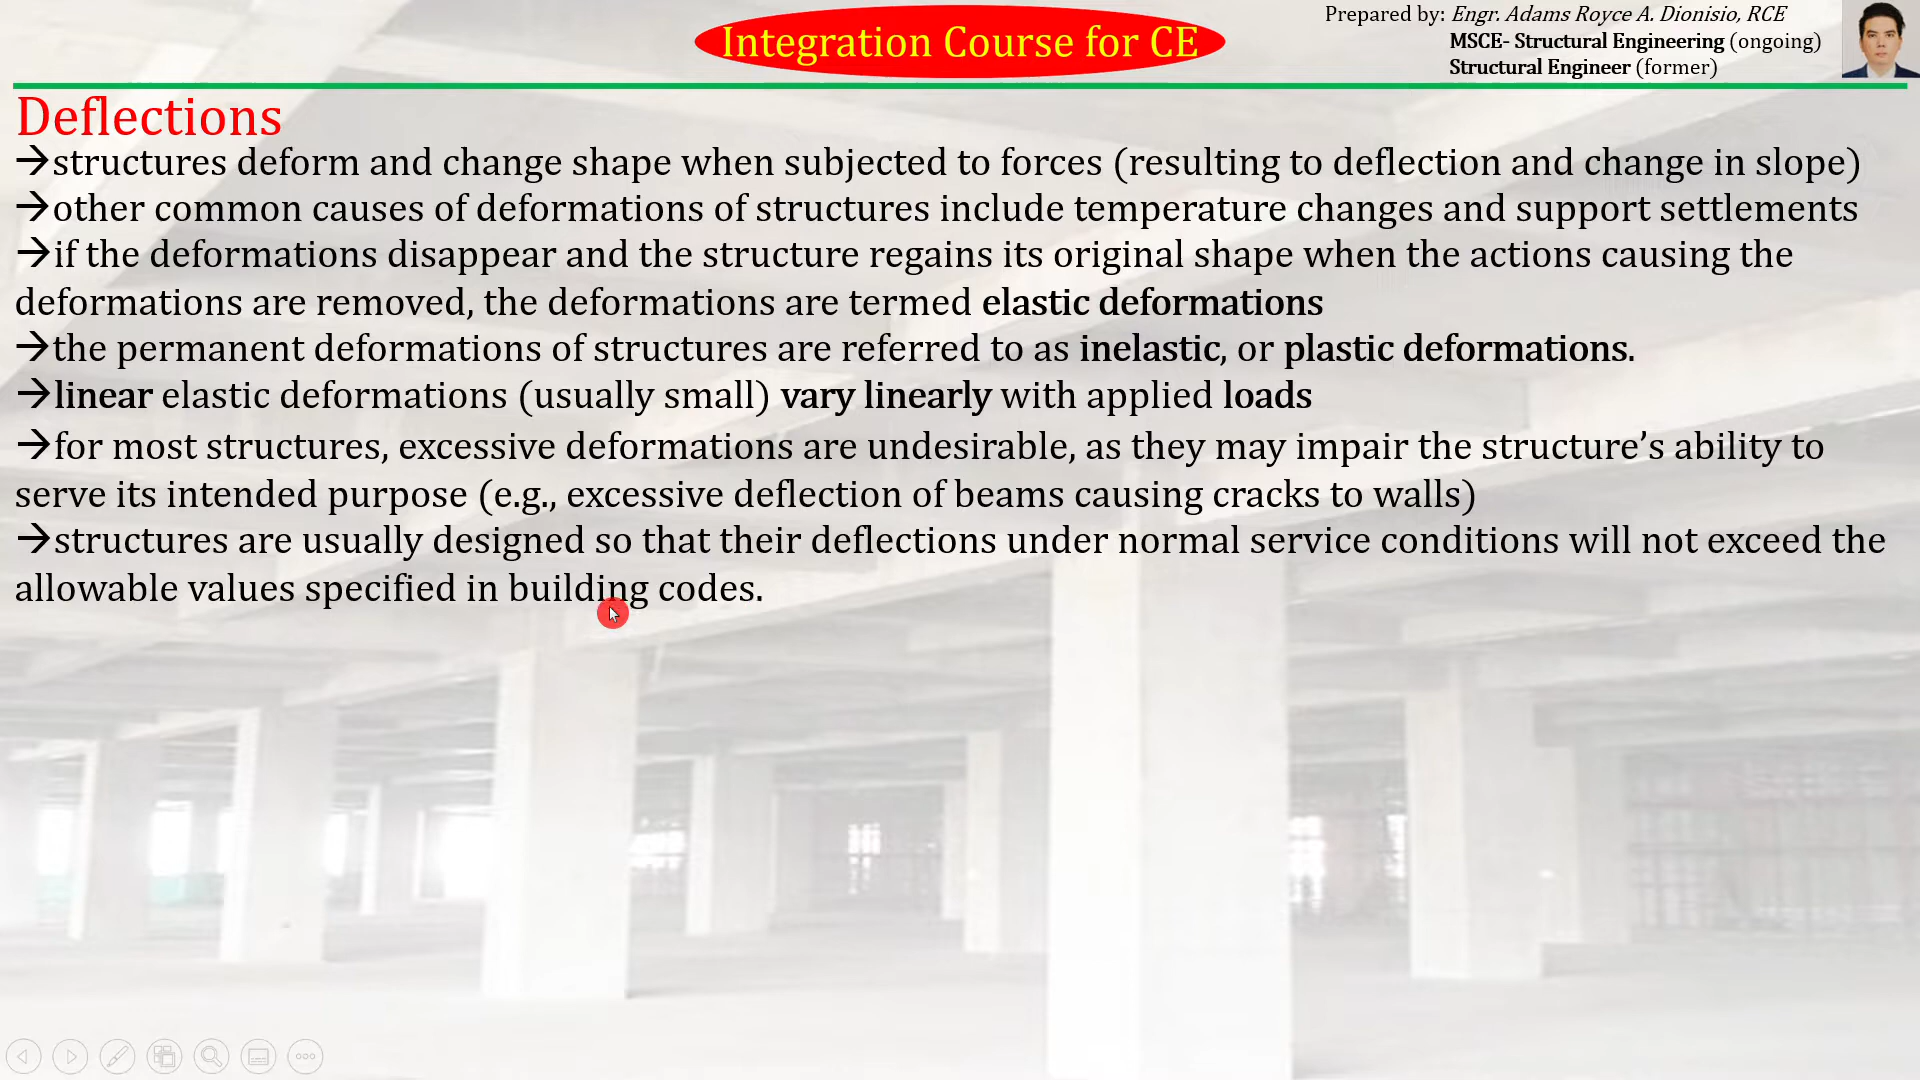 Integration Course for CE
Prepared by: Engr. Adams Royce A. Dionisio, RCE
MSCE- Structural Engineering (ongoing)
Structural Engineer (former)
Deflections
→structures deform and change shape when subjected to forces (resulting to deflection and change in slope)
→other common causes of deformations of structures include temperature changes and support settlements
→if the deformations disappear and the structure regains its original shape when the actions causing the
deformations are removed, the deformations are termed elastic deformations
→the permanent deformations of structures are referred to as inelastic, or plastic deformations.
→linear elastic deformations (usually small) vary linearly with applied loads
→for most structures, excessive deformations are undesirable, as they may impair the structure’s ability to
serve its intended purpose (e.g., excessive deflection of beams causing cracks to walls)
→structures are usually designed so that their deflections under normal service conditions will not exceed the
allowable values specified in building codes.